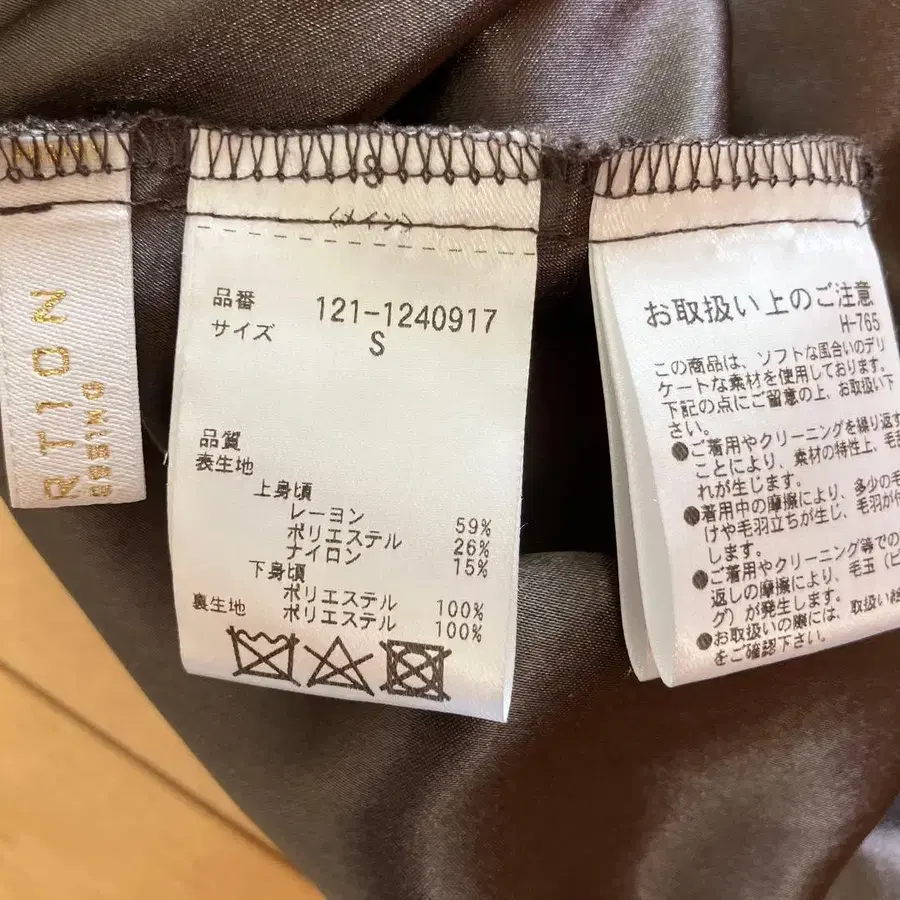 RTION
S
〈メイン〉
品番 121-1240917
サイズ S
品質
表生地
上身頃
レーヨン 59%
ポリエステル 26%
ナイロン 15%
下身頃
ポリエステル 100%
裏生地 ポリエステル 100%
お取扱い上のご注意
H-765
この商品は、ソフトな風合いのデリ
ケートな素材を使用しております。
下記の点にご留意の上、お取扱い下
さい。
●ご着用やクリーニングを繰り返す
ことにより、素材の特性上、毛
れが生じます。
●着用中の摩擦により、多少の毛
けや毛羽立ちが生じ、毛羽が付
します。
●ご着用やクリーニング等での
返しの摩擦により、毛玉（ピ
グ）が発生します。
●お取扱いの際には、取扱い絵
をご確認下さい。